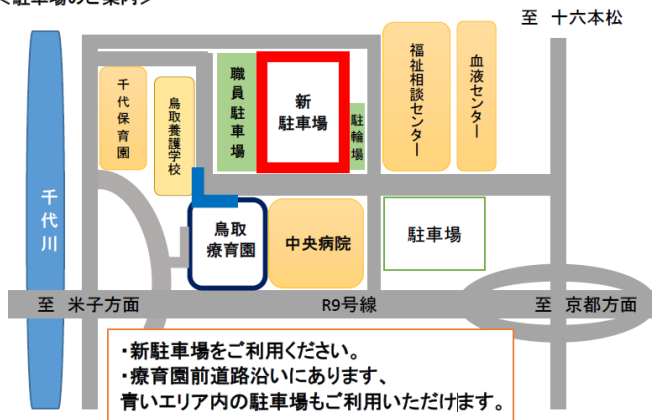 <駐車場のご案内>
至 十六本松
千代保育園
鳥取養護学校
職員駐車場
新
駐車場
駐輪場
福祉相談センター
血液センター
千代川
鳥取
療育園
中央病院
駐車場
至 米子方面
R9号線
至 京都方面
・新駐車場をご利用ください。
・療育園前道路沿いにあります、
青いエリア内の駐車場もご利用いただけます。